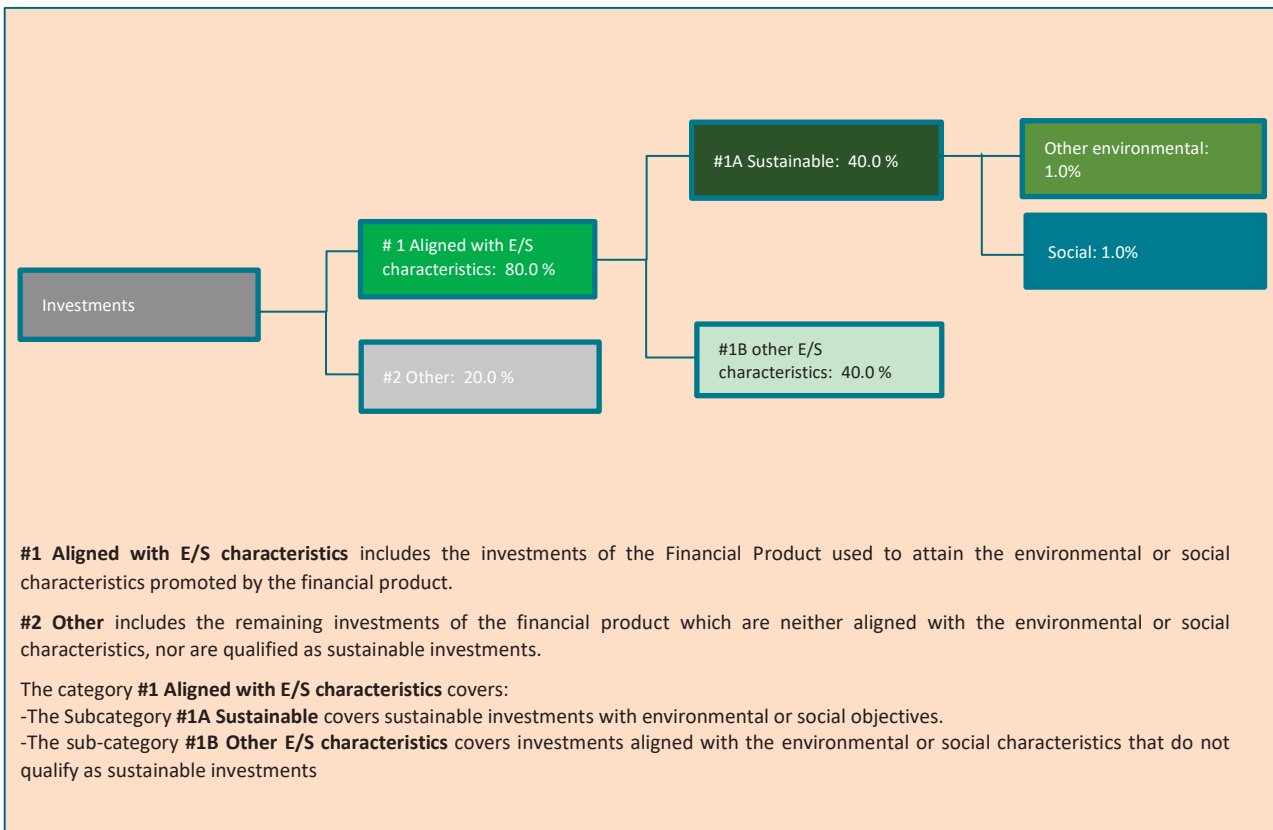 #1A Sustainable: 40.0 %
Other environmental:
1.0%
# 1 Aligned with E/S
characteristics: 80.0 %
Social: 1.0%
Investments
#1B other E/S
characteristics: 40.0 %
#2 Other: 20.0 %
#1 Aligned with E/S characteristics includes the investments of the Financial Product used to attain the environmental or social
characteristics promoted by the financial product.
#2 Other includes the remaining investments of the financial product which are neither aligned with the environmental or social
characteristics, nor are qualified as sustainable investments.
The category #1 Aligned with E/S characteristics covers:
-The Subcategory #1A Sustainable covers sustainable investments with environmental or social objectives.
-The sub-category #1B Other E/S characteristics covers investments aligned with the environmental or social characteristics that do not
qualify as sustainable investments